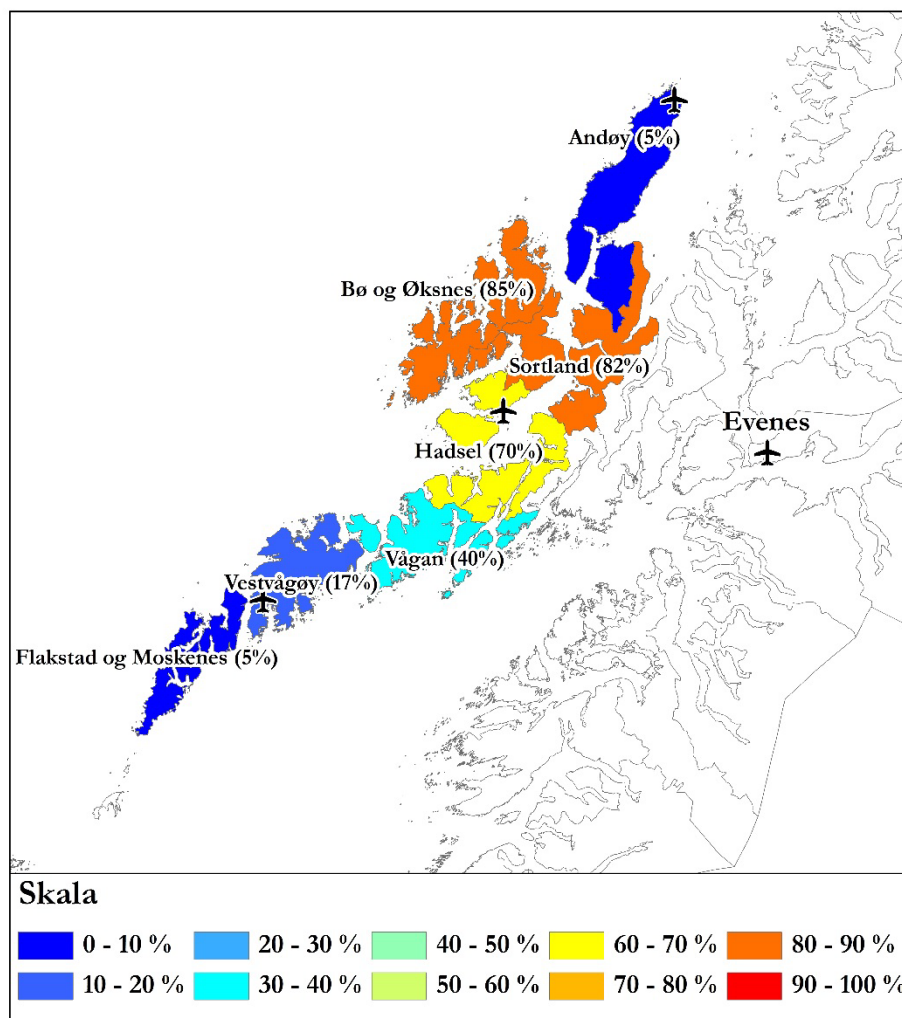 Andøy (5%)
Bø og Øksnes (85%)
Sortland (82%)
Evenes
Hadsel (70%)
Vågan (40%)
Vestvågøy (17%)
Flakstad og Moskenes (5%)
Skala
0 - 10 %
20 - 30 %
40 - 50 %
60 - 70 %
80 - 90 %
10 - 20 %
30 - 40 %
50 - 60 %
70 - 80 %
90 - 100 %